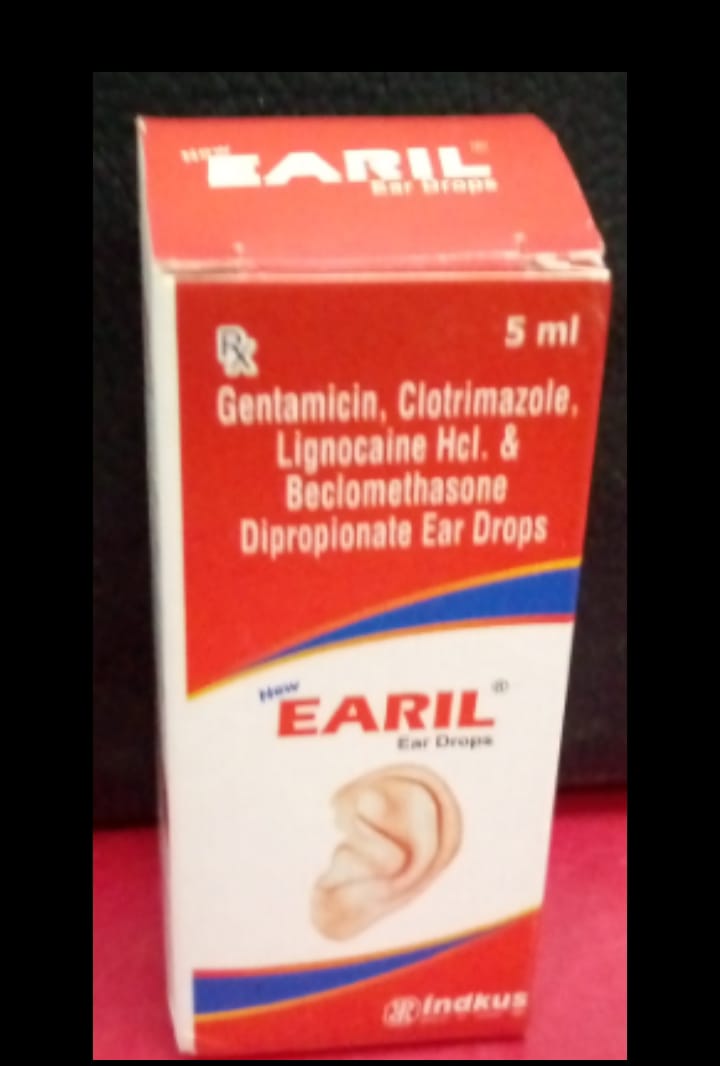 New
EARIL®
Ear Drops
Rx
5 ml
Gentamicin, Clotrimazole,
Lignocaine Hcl. &
Beclomethasone
Dipropionate Ear Drops
New
EARIL®
Ear Drops
indkus